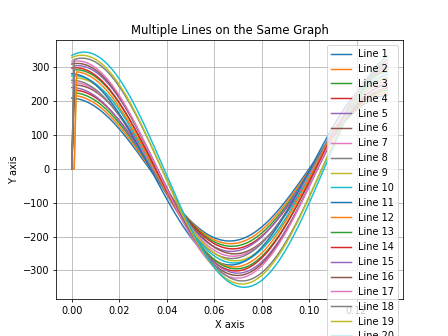 Multiple Lines on the Same Graph
Y axis
300
200
100
0
−100
−200
−300
0.00
0.02
0.04
0.06
0.08
0.10
X axis
Line 1
Line 2
Line 3
Line 4
Line 5
Line 6
Line 7
Line 8
Line 9
Line 10
Line 11
Line 12
Line 13
Line 14
Line 15
Line 16
Line 17
Line 18
Line 19
Line 20